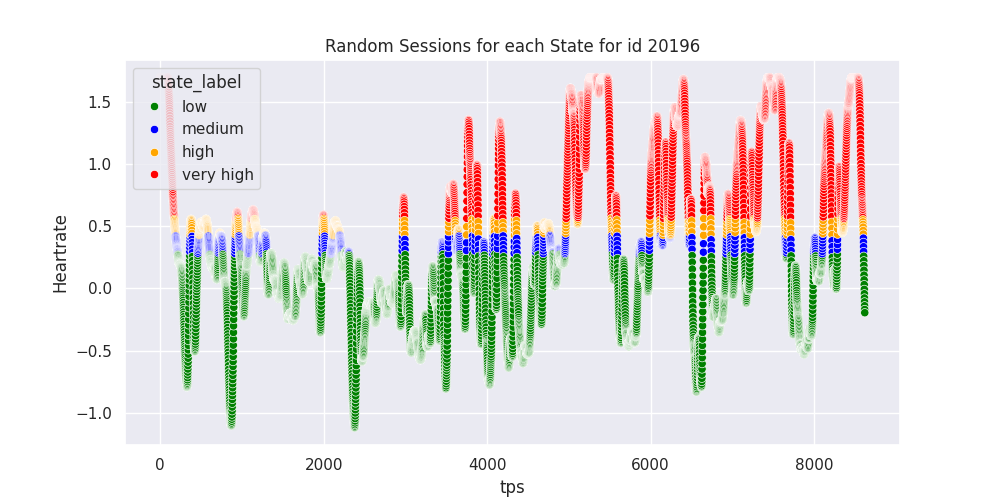 Random Sessions for each State for id 20196
state_label
low
medium
high
very high
Heartrate
1.5
1.0
0.5
0.0
−0.5
−1.0
0 2000 4000 6000 8000
tps